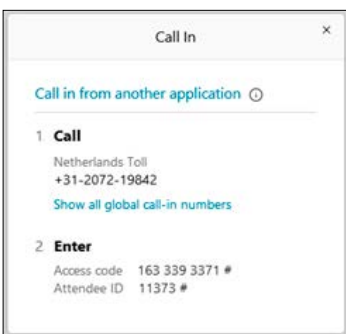 Call In
×
Call in from another application
1 Call
Netherlands Toll
+31-2072-19842
Show all global call-in numbers
2 Enter
Access code 163 339 3371 #
Attendee ID 11373 #